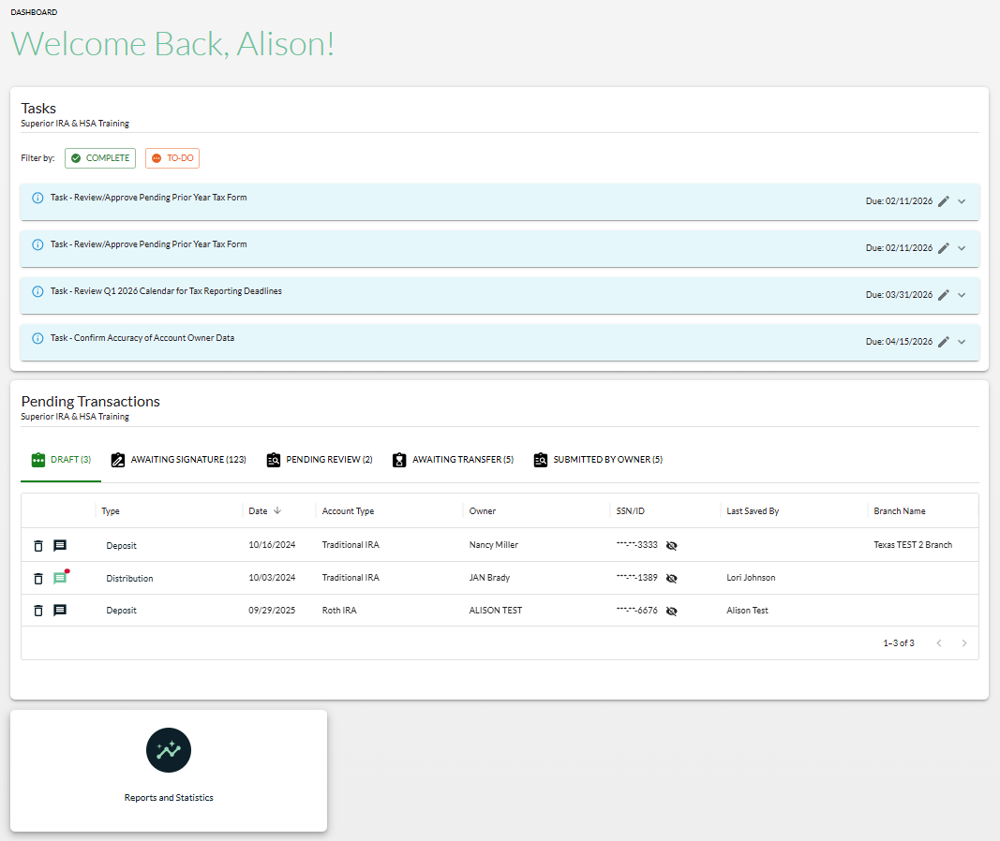 DASHBOARD
Welcome Back, Alison!
Tasks
Superior IRA & HSA Training
Filter by: COMPLETE TO-DO
Task - Review/Approve Pending Prior Year Tax Form Due: 02/11/2026
Task - Review/Approve Pending Prior Year Tax Form Due: 02/11/2026
Task - Review Q1 2026 Calendar for Tax Reporting Deadlines Due: 03/31/2026
Task - Confirm Accuracy of Account Owner Data Due: 04/15/2026
Pending Transactions
Superior IRA & HSA Training
DRAFT (3) AWAITING SIGNATURE (123) PENDING REVIEW (2) AWAITING TRANSFER (5) SUBMITTED BY OWNER (5)
Type Date Account Type Owner SSN/ID Last Saved By Branch Name
Deposit 10/16/2024 Traditional IRA Nancy Miller ***-**-3333 Texas TEST 2 Branch
Distribution 10/03/2024 Traditional IRA JAN Brady ***-**-1389 Lori Johnson
Deposit 09/29/2025 Roth IRA ALISON TEST ***-**-6676 Alison Test
1–3 of 3
Reports and Statistics